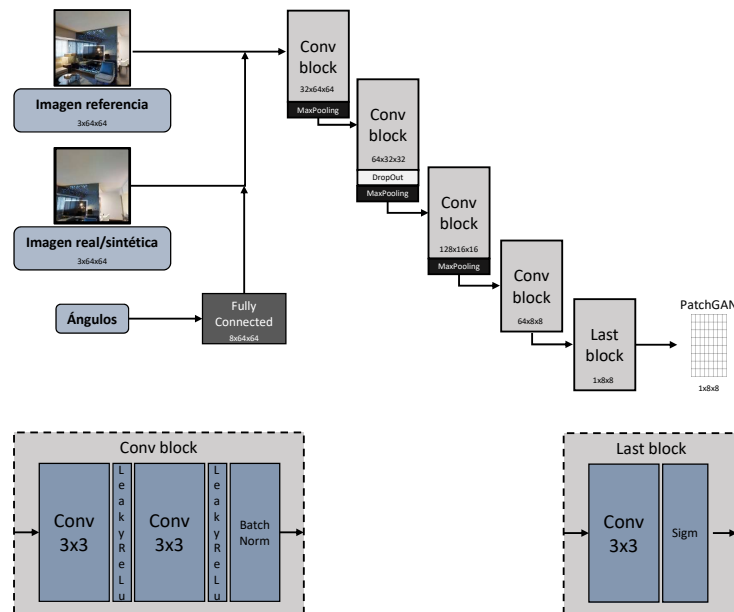 Imagen referencia
3x64x64
Imagen real/sintética
3x64x64
Ángulos
Fully
Connected
8x64x64
Conv
block
32x64x64
MaxPooling
Conv
block
64x32x32
DropOut
MaxPooling
Conv
block
128x16x16
MaxPooling
Conv
block
64x8x8
Last
block
1x8x8
PatchGAN
1x8x8
Conv block
Conv
3x3
LeakyReLu
Conv
3x3
LeakyReLu
Batch
Norm
Last block
Conv
3x3
Sigm